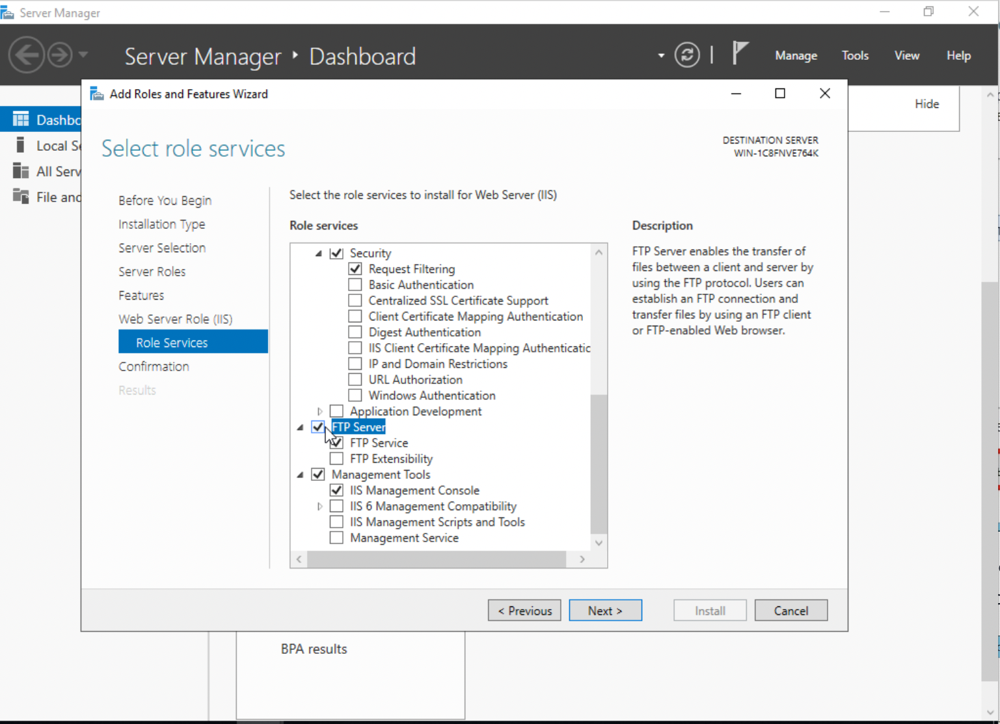 Server Manager
Server Manager ‣ Dashboard
Manage
Tools
View
Help
Add Roles and Features Wizard
Hide
Dashbo
Local Se
All Serv
File and
Select role services
DESTINATION SERVER
WIN-1C8FNVE764K
Before You Begin
Installation Type
Server Selection
Server Roles
Features
Web Server Role (IIS)
Role Services
Confirmation
Results
Select the role services to install for Web Server (IIS)
Role services
Security
Request Filtering
Basic Authentication
Centralized SSL Certificate Support
Client Certificate Mapping Authentication
Digest Authentication
IIS Client Certificate Mapping Authenticatic
IP and Domain Restrictions
URL Authorization
Windows Authentication
Application Development
FTP Server
FTP Service
FTP Extensibility
Management Tools
IIS Management Console
IIS 6 Management Compatibility
IIS Management Scripts and Tools
Management Service
Description
FTP Server enables the transfer of
files between a client and server by
using the FTP protocol. Users can
establish an FTP connection and
transfer files by using an FTP client
or FTP-enabled Web browser.
< Previous
Next >
Install
Cancel
BPA results